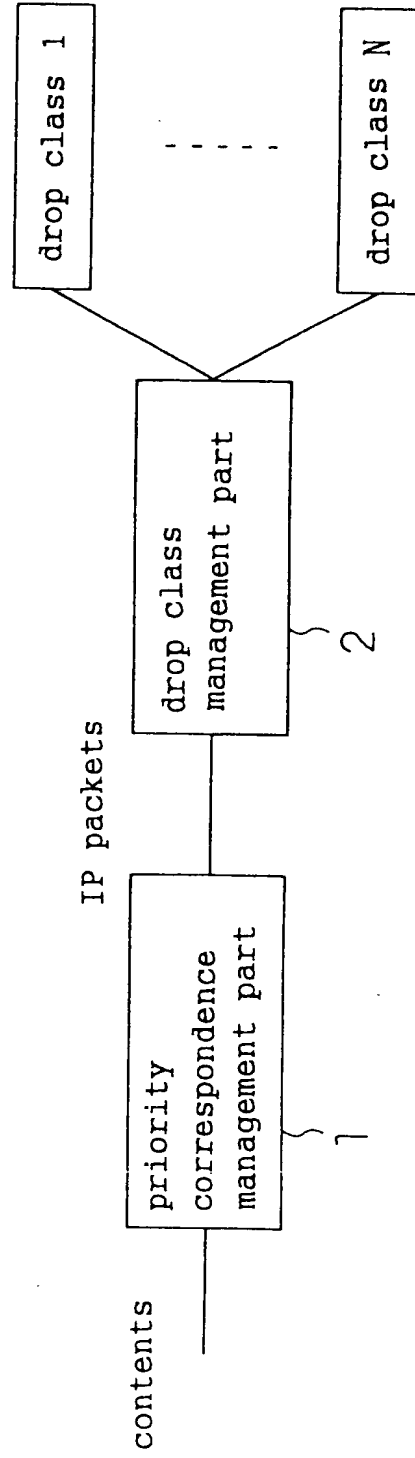 contents
priority
correspondence
management part
1
IP packets
drop class
management part
2
drop class 1
drop class N